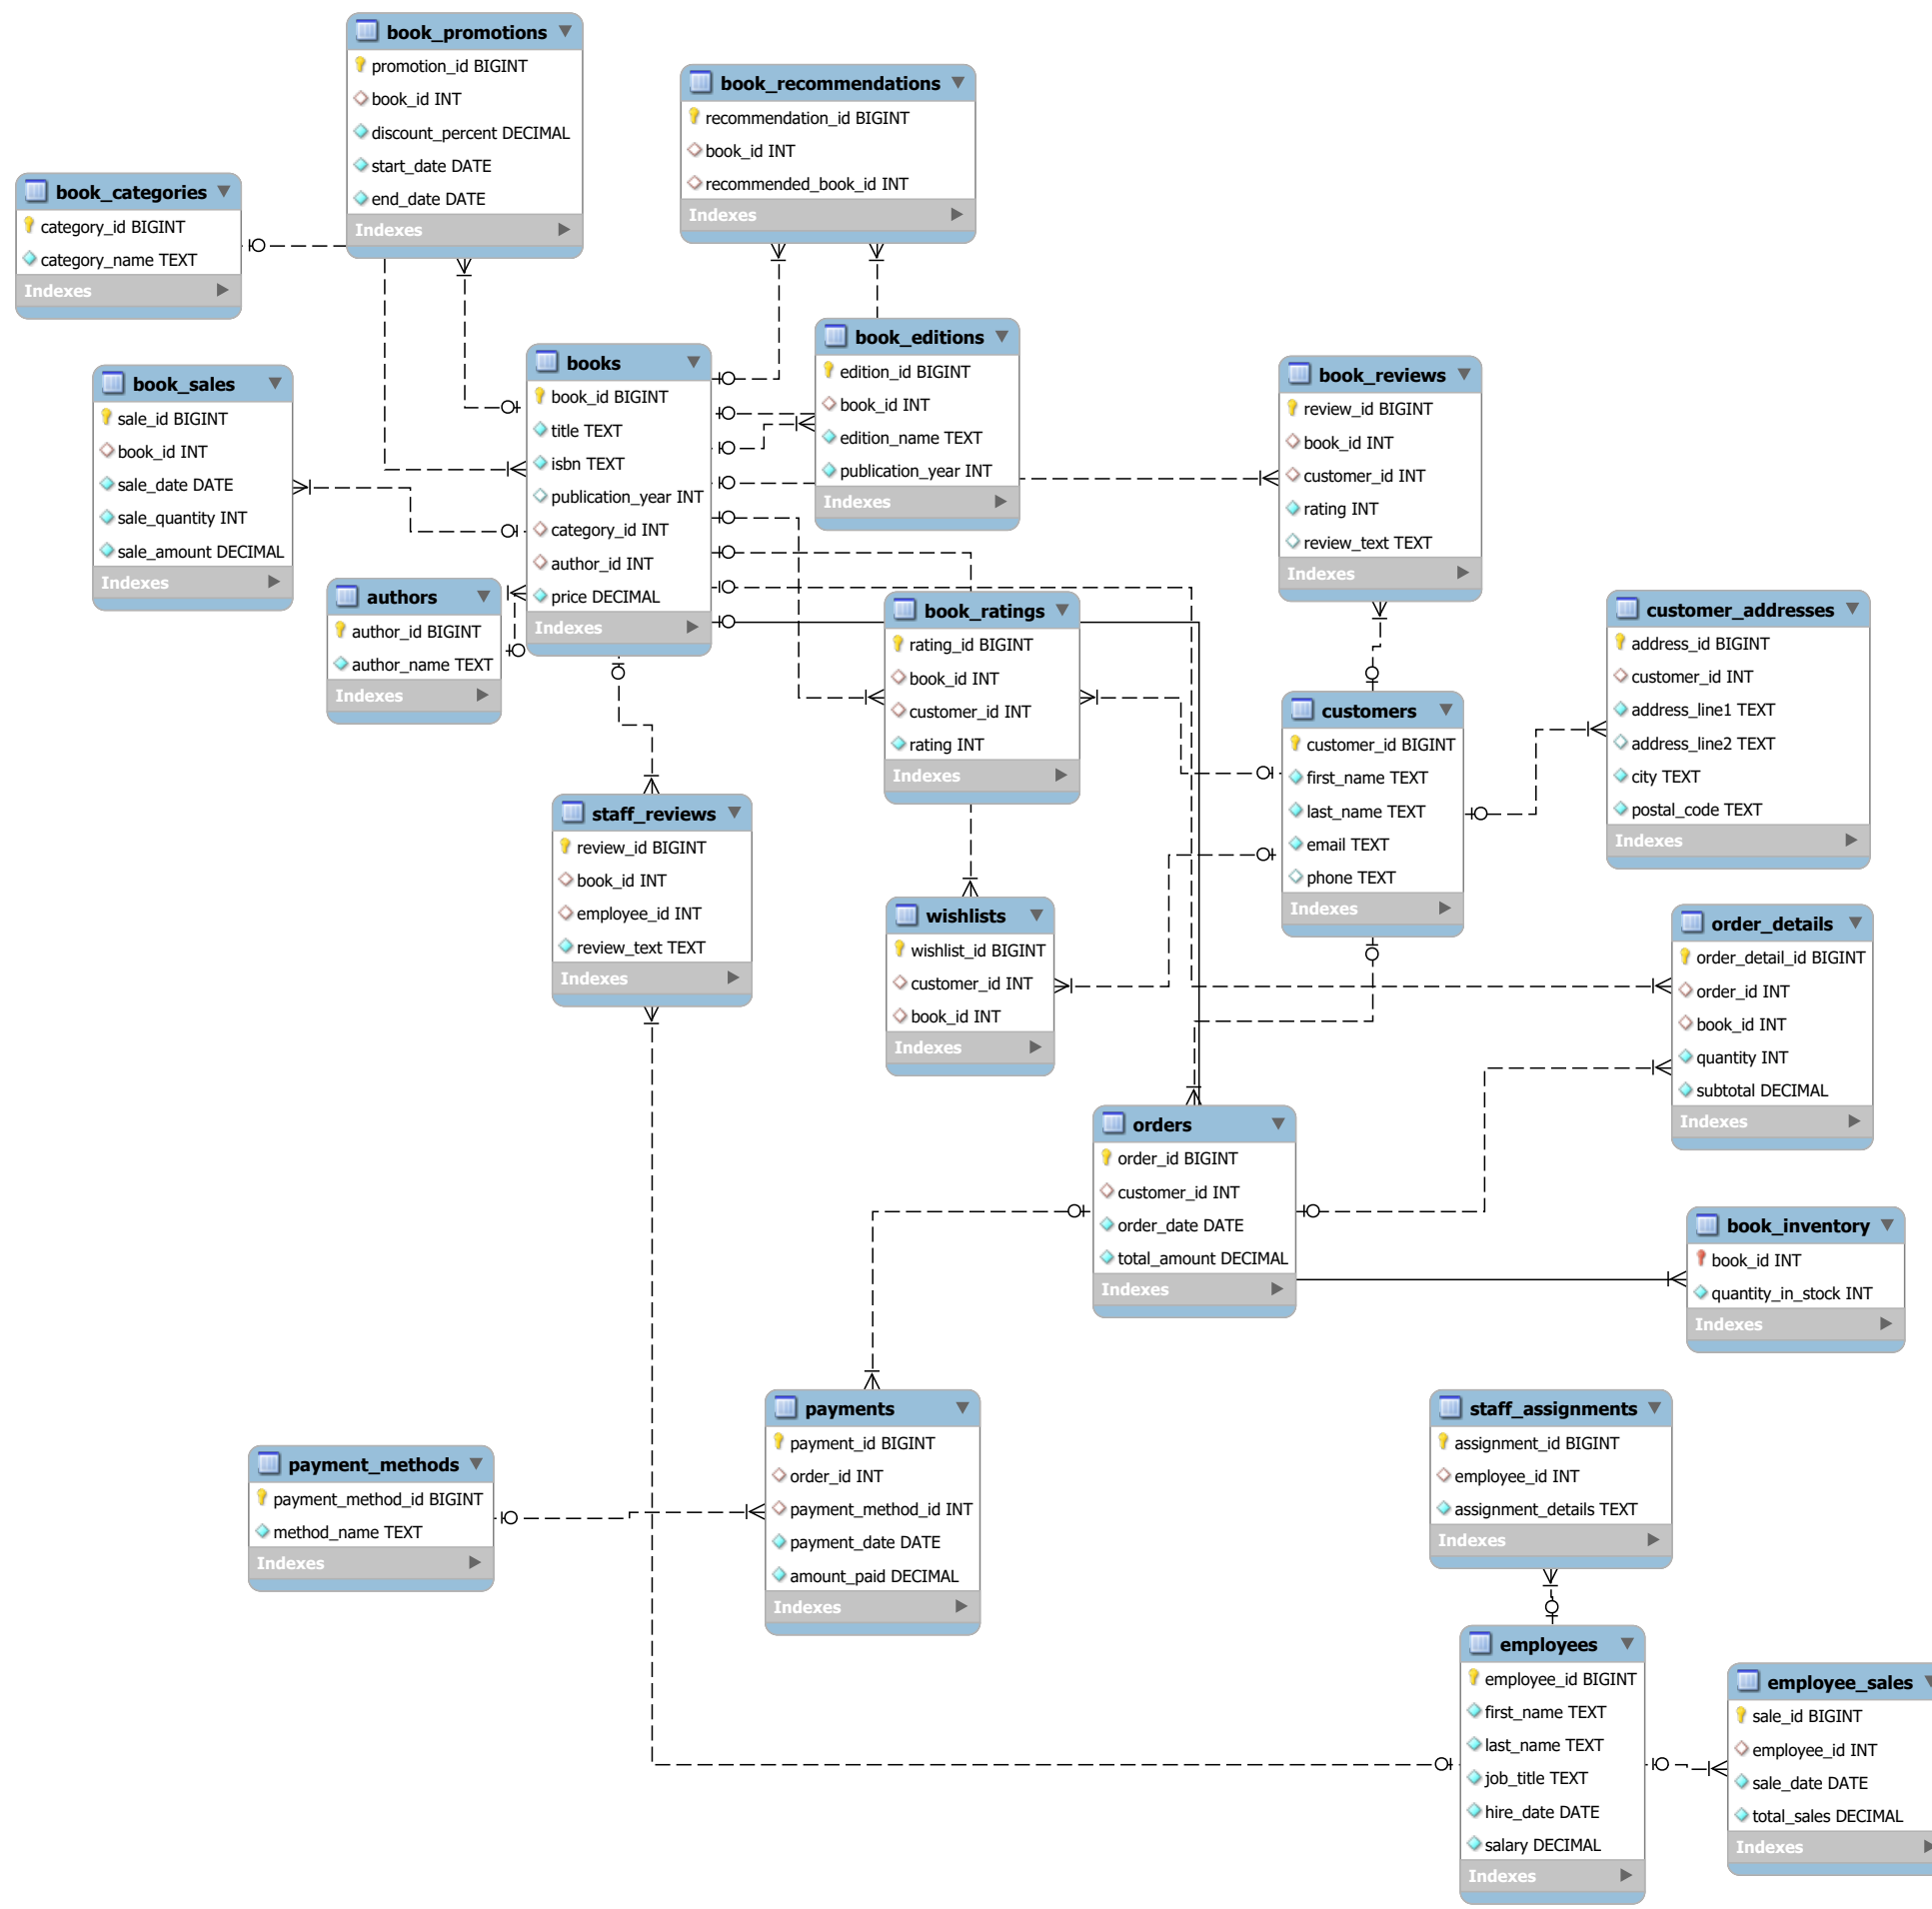 book_promotions
promotion_id BIGINT
book_id INT
discount_percent DECIMAL
start_date DATE
end_date DATE
Indexes
book_recommendations
recommendation_id BIGINT
book_id INT
recommended_book_id INT
Indexes
book_categories
category_id BIGINT
category_name TEXT
Indexes
book_sales
sale_id BIGINT
book_id INT
sale_date DATE
sale_quantity INT
sale_amount DECIMAL
Indexes
books
book_id BIGINT
title TEXT
isbn TEXT
publication_year INT
category_id INT
author_id INT
price DECIMAL
Indexes
book_editions
edition_id BIGINT
book_id INT
edition_name TEXT
publication_year INT
Indexes
book_reviews
review_id BIGINT
book_id INT
customer_id INT
rating INT
review_text TEXT
Indexes
authors
author_id BIGINT
author_name TEXT
Indexes
book_ratings
rating_id BIGINT
book_id INT
customer_id INT
rating INT
Indexes
customer_addresses
address_id BIGINT
customer_id INT
address_line1 TEXT
address_line2 TEXT
city TEXT
postal_code TEXT
Indexes
customers
customer_id BIGINT
first_name TEXT
last_name TEXT
email TEXT
phone TEXT
Indexes
staff_reviews
review_id BIGINT
book_id INT
employee_id INT
review_text TEXT
Indexes
wishlists
wishlist_id BIGINT
customer_id INT
book_id INT
Indexes
order_details
order_detail_id BIGINT
order_id INT
book_id INT
quantity INT
subtotal DECIMAL
Indexes
orders
order_id BIGINT
customer_id INT
order_date DATE
total_amount DECIMAL
Indexes
book_inventory
book_id INT
quantity_in_stock INT
Indexes
payments
payment_id BIGINT
order_id INT
payment_method_id INT
payment_date DATE
amount_paid DECIMAL
Indexes
payment_methods
payment_method_id BIGINT
method_name TEXT
Indexes
staff_assignments
assignment_id BIGINT
employee_id INT
assignment_details TEXT
Indexes
employees
employee_id BIGINT
first_name TEXT
last_name TEXT
job_title TEXT
hire_date DATE
salary DECIMAL
Indexes
employee_sales
sale_id BIGINT
employee_id INT
sale_date DATE
total_sales DECIMAL
Indexes